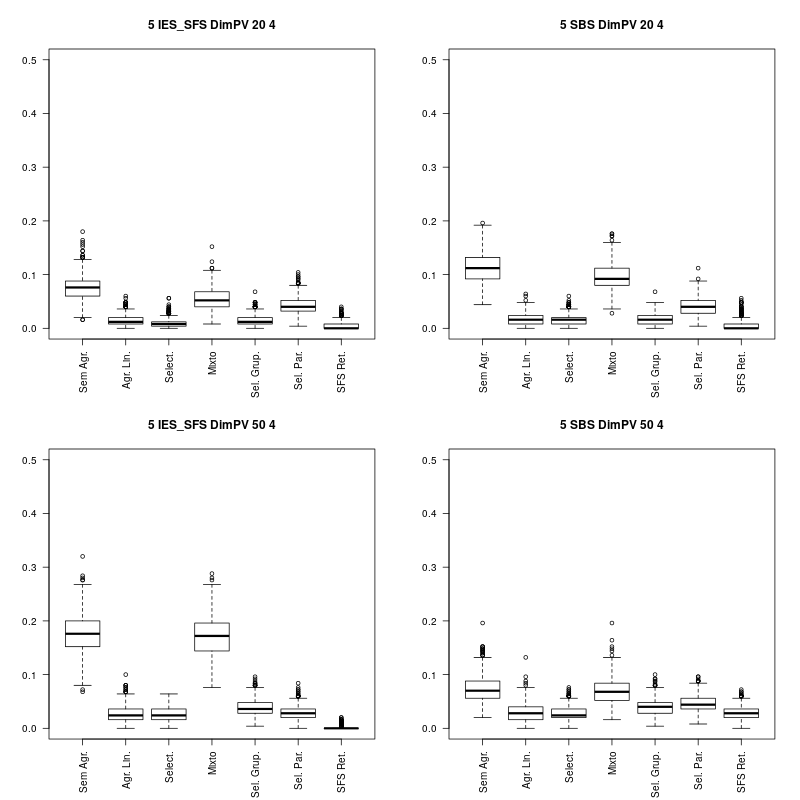 5 IES_SFS DimPV 20 4
0.5
0.4
0.3
0.2
0.1
0.0
Sem Agr.
Agr. Lin.
Select.
Mixto
Sel. Grup.
Sel. Par.
SFS Ret.
5 SBS DimPV 20 4
0.5
0.4
0.3
0.2
0.1
0.0
Sem Agr.
Agr. Lin.
Select.
Mixto
Sel. Grup.
Sel. Par.
SFS Ret.
5 IES_SFS DimPV 50 4
0.5
0.4
0.3
0.2
0.1
0.0
Sem Agr.
Agr. Lin.
Select.
Mixto
Sel. Grup.
Sel. Par.
SFS Ret.
5 SBS DimPV 50 4
0.5
0.4
0.3
0.2
0.1
0.0
Sem Agr.
Agr. Lin.
Select.
Mixto
Sel. Grup.
Sel. Par.
SFS Ret.